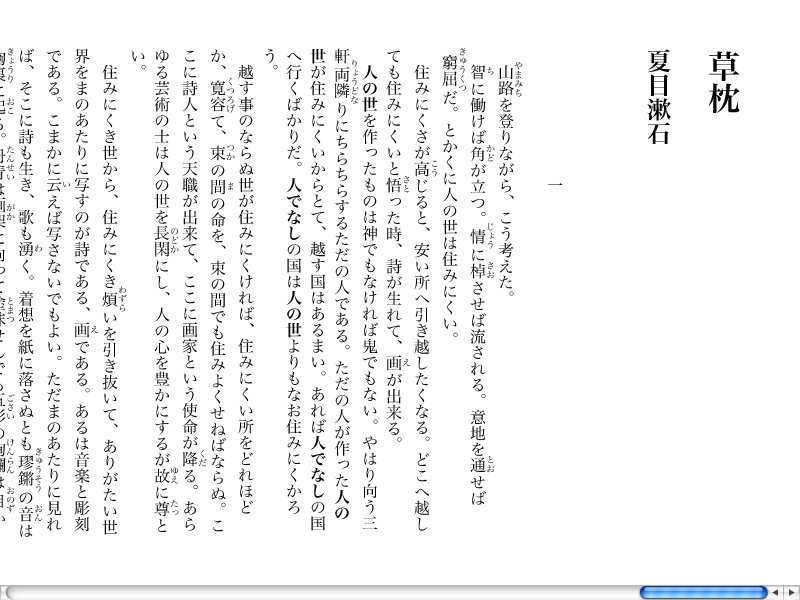 草枕
夏目漱石
一
山路を登りながら、こう考えた。
智に働けば角が立つ。情に棹させば流される。意地を通せば
窮屈だ。とかくに人の世は住みにくい。
住みにくさが高じると、安い所へ引き越したくなる。どこへ越し
ても住みにくいと悟った時、詩が生れて、画が出来る。
人の世を作ったものは神でもなければ鬼でもない。やはり向う三
軒両隣りにちらちらするただの人である。ただの人が作った人の
世が住みにくいからとて、越す国はあるまい。あれば人でなしの国
へ行くばかりだ。人でなしの国は人の世よりもなお住みにくかろ
う。
越す事のならぬ世が住みにくければ、住みにくい所をどれほど
か、寛容て、束の間の命を、束の間でも住みよくせねばならぬ。こ
こに詩人という天職が出来て、ここに画家という使命が降る。あら
ゆる芸術の士は人の世を長閑にし、人の心を豊かにするが故に尊と
い。
住みにくき世から、住みにくき煩いを引き抜いて、ありがたい世
界をまのあたりに写すのが詩である、画である。あるは音楽と彫刻
である。こまかに云えば写さないでもよい。ただまのあたりに見れ
ば、そこに詩も生き、歌も湧く。着想を紙に落さぬとも璆鏘の音は